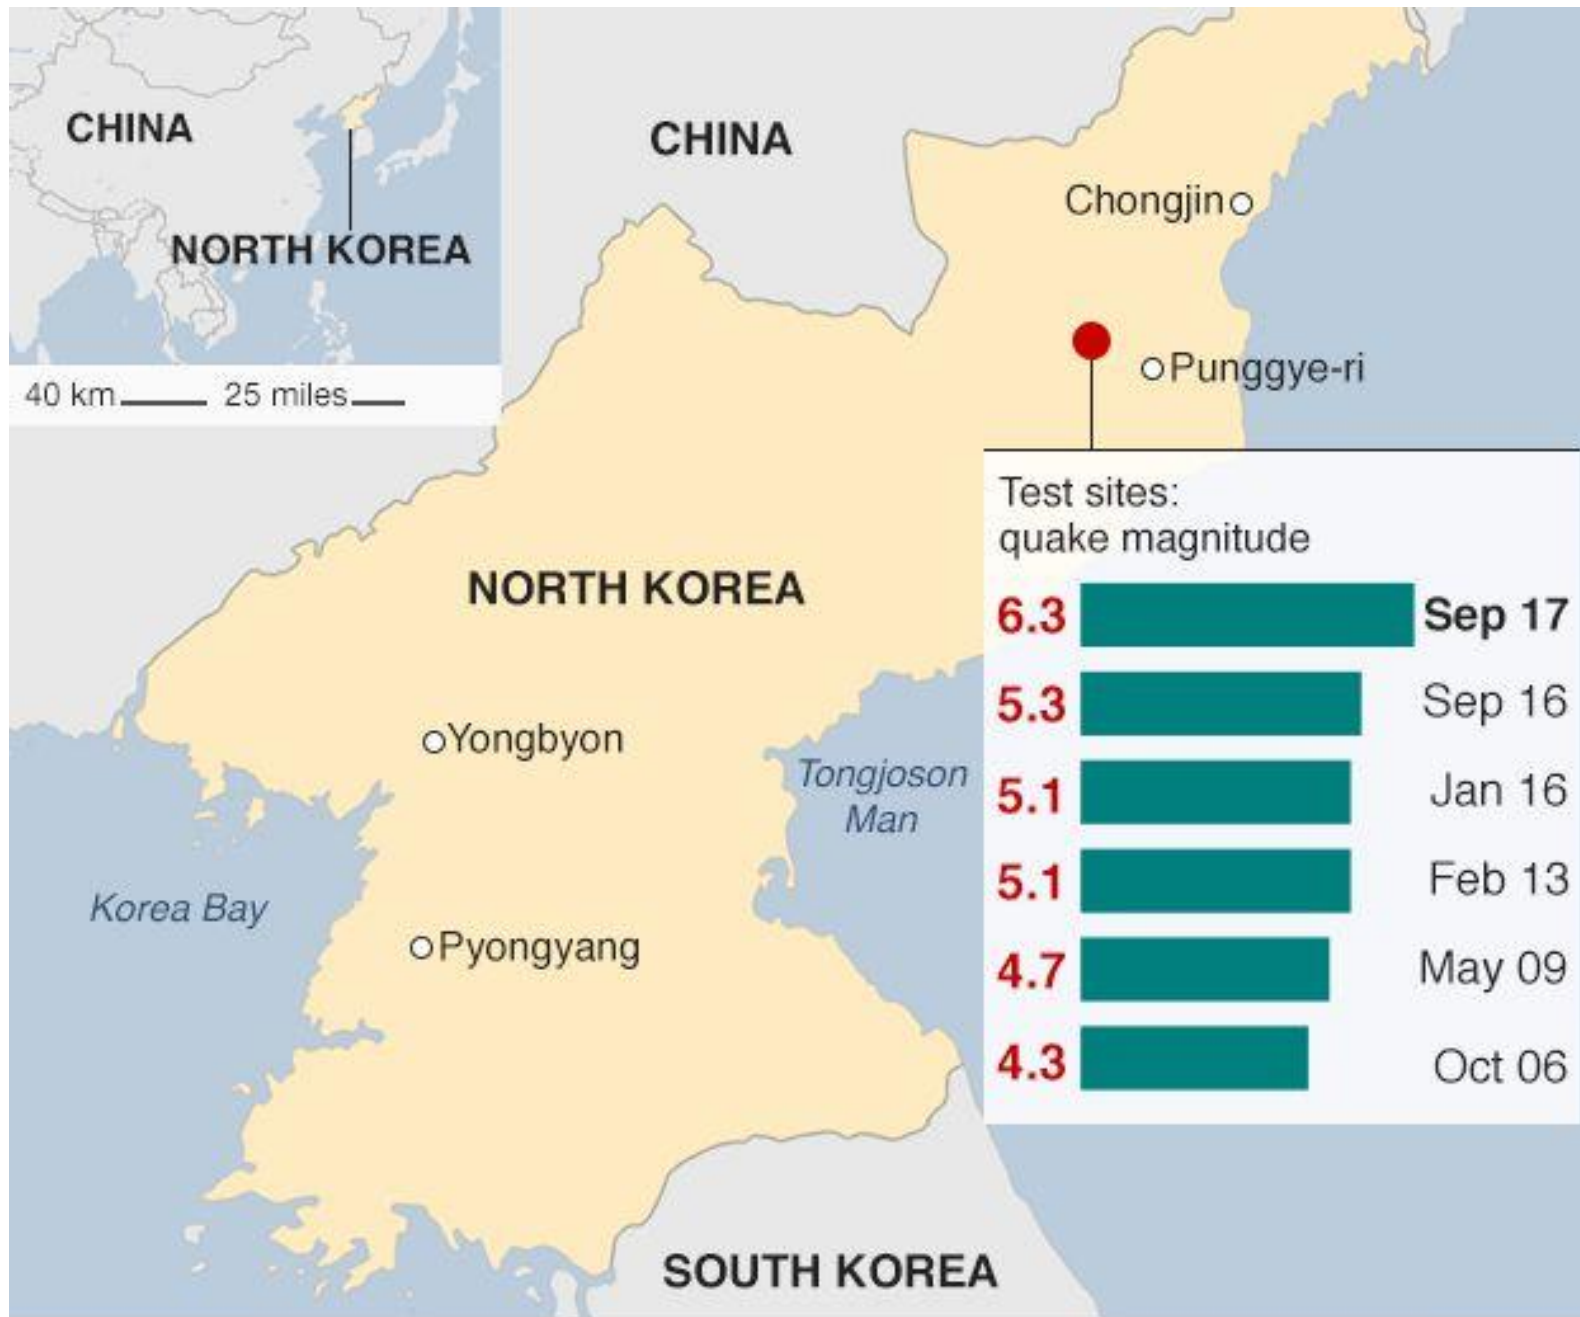 CHINA
NORTH KOREA
40 km
25 miles
CHINA
Chongjin
Punggye-ri
NORTH KOREA
Yongbyon
Tongjoson
Man
Korea Bay
Pyongyang
SOUTH KOREA
Test sites:
quake magnitude
6.3 Sep 17
5.3 Sep 16
5.1 Jan 16
5.1 Feb 13
4.7 May 09
4.3 Oct 06